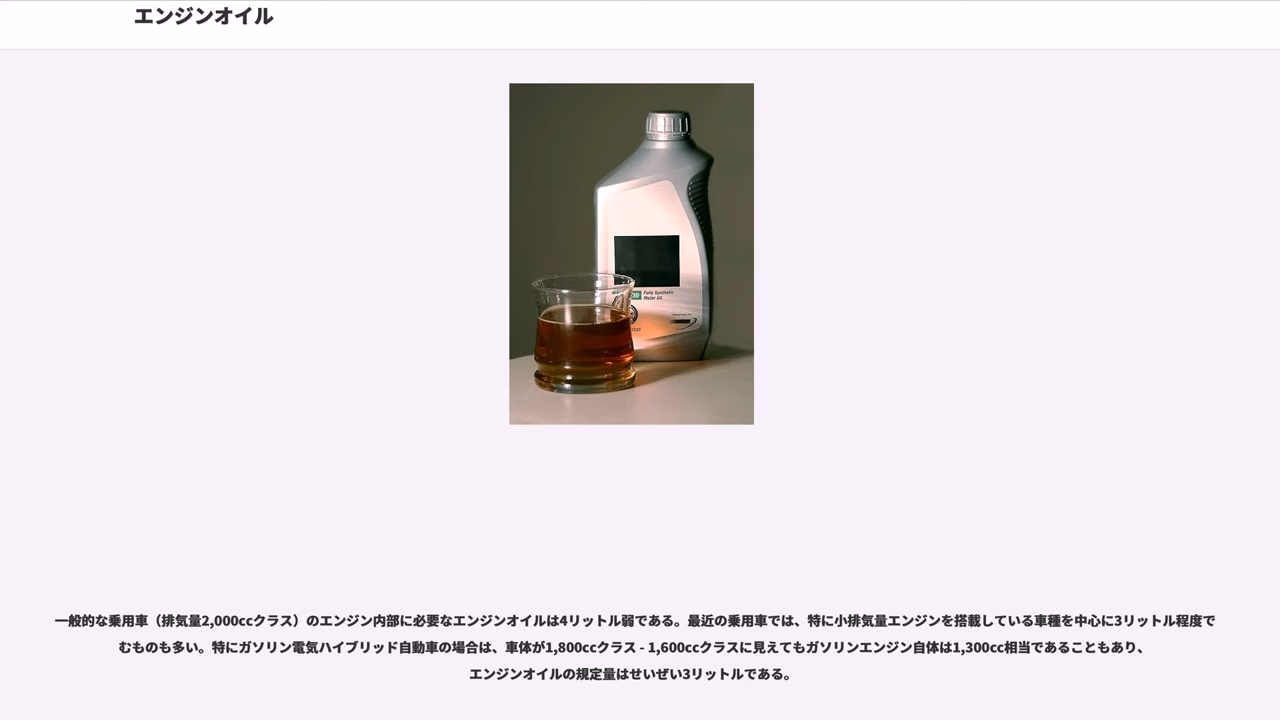 エンジンオイル
30 Fully Synthetic
Motor Oil
一般的な乗用車（排気量2,000ccクラス）のエンジン内部に必要なエンジンオイルは4リットル弱である。最近の乗用車では、特に小排気量エンジンを搭載している車種を中心に3リットル程度で
むものも多い。特にガソリン電気ハイブリッド自動車の場合は、車体が1,800ccクラス - 1,600ccクラスに見えてもガソリンエンジン自体は1,300cc相当であることもあり、
エンジンオイルの規定量はせいぜい3リットルである。